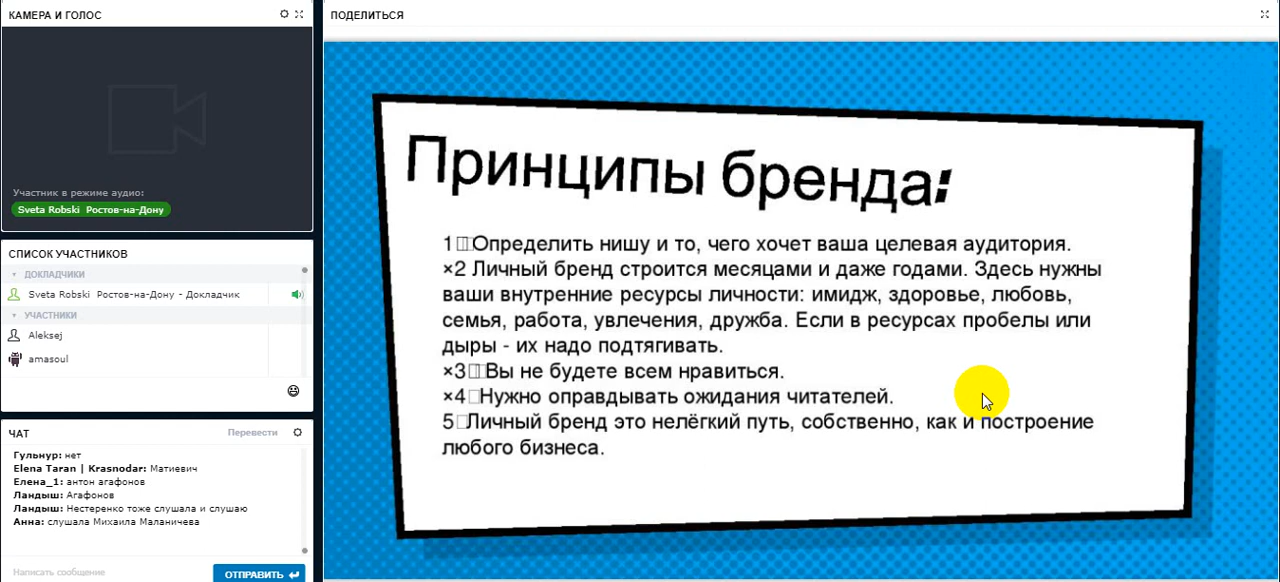 КАМЕРА И ГОЛОС
Участник в режиме аудио:
Sveta Robski Ростов-на-Дону
СПИСОК УЧАСТНИКОВ
ДОКЛАДЧИКИ
Sveta Robski Ростов-на-Дону - Докладчик
УЧАСТНИКИ
Aleksej
amasoul
ЧАТ
Перевести
Гульнур: нет
Elena Taran | Krasnodar: Матиевич
Елена_1: антон агафонов
Ландыш: Агафонов
Ландыш: Нестеренко тоже слушала и слушаю
Анна: слушала Михаила Маланичева
Написать сообщение
ОТПРАВИТЬ
ПОДЕЛИТЬСЯ
Принципы бренда:
1 Определить нишу и то, чего хочет ваша целевая аудитория.
×2 Личный бренд строится месяцами и даже годами. Здесь нужны
ваши внутренние ресурсы личности: имидж, здоровье, любовь,
семья, работа, увлечения, дружба. Если в ресурсах пробелы или
дыры - их надо подтягивать.
×3 Вы не будете всем нравиться.
×4 Нужно оправдывать ожидания читателей.
5 Личный бренд это нелёгкий путь, собственно, как и построение
любого бизнеса.